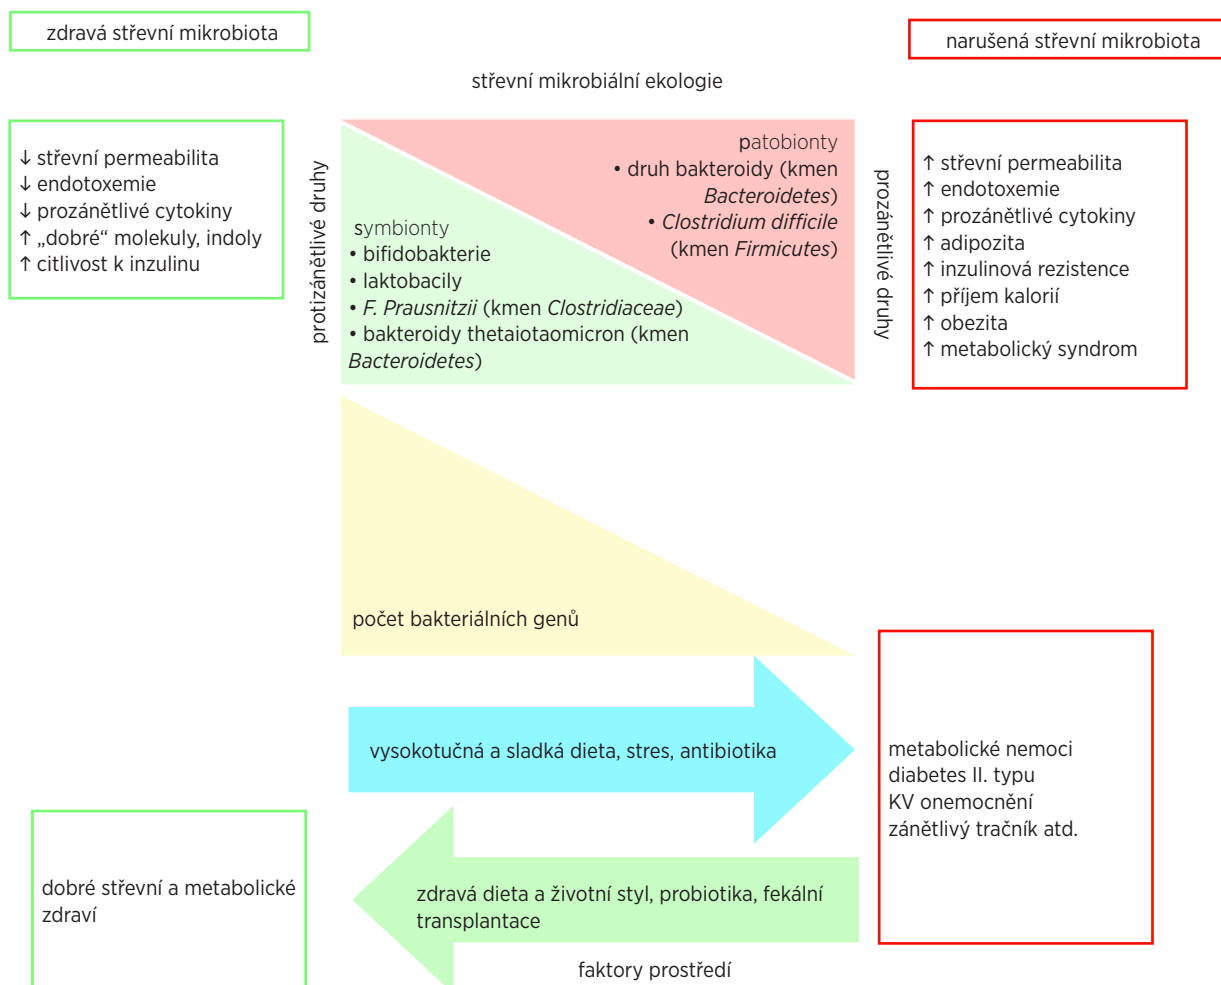 zdravá střevní mikrobiota
narušená střevní mikrobiota
střevní mikrobiální ekologie
↓ střevní permeabilita
↓ endotoxemie
↓ prozánětlivé cytokiny
↑ „dobré“ molekuly, indoly
↑ citlivost k inzulinu
protizánětlivé druhy
symbionty
• bifidobakterie
• laktobacily
• F. Prausnitzii (kmen Clostridiaceae)
• bakteroidy thetaiotaomicron (kmen
Bacteroidetes)
patobionty
• druh bakteroidy (kmen
Bacteroidetes)
• Clostridium difficile
(kmen Firmicutes)
prozánětlivé druhy
↑ střevní permeabilita
↑ endotoxemie
↑ prozánětlivé cytokiny
↑ adipozita
↑ inzulinová rezistence
↑ příjem kalorií
↑ obezita
↑ metabolický syndrom
počet bakteriálních genů
vysokotučná a sladká dieta, stres, antibiotika
metabolické nemoci
diabetes II. typu
KV onemocnění
zánětlivý tračník atd.
dobré střevní a metabolické
zdraví
zdravá dieta a životní styl, probiotika, fekální
transplantace
faktory prostředí